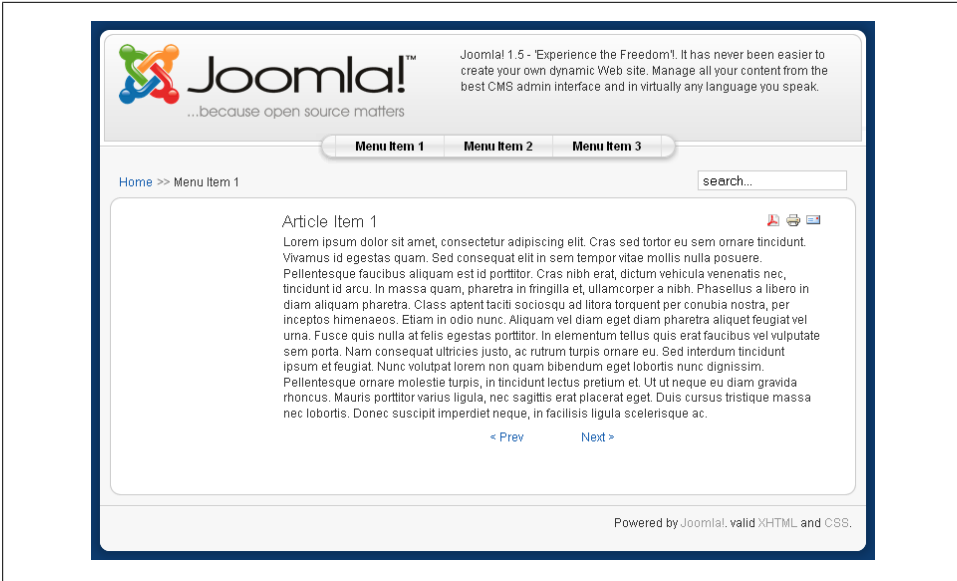 Joomla!™
...because open source matters
Joomla! 1.5 - 'Experience the Freedom'!. It has never been easier to
create your own dynamic Web site. Manage all your content from the
best CMS admin interface and in virtually any language you speak.
Menu Item 1 Menu Item 2 Menu Item 3
Home >> Menu Item 1
search...
Article Item 1
Lorem ipsum dolor sit amet, consectetur adipiscing elit. Cras sed tortor eu sem ornare tincidunt.
Vivamus id egestas quam. Sed consequat elit in sem tempor vitae mollis nulla posuere.
Pellentesque faucibus aliquam est id porttitor. Cras nibh erat, dictum vehicula venenatis nec,
tincidunt id arcu. In massa quam, pharetra in fringilla et, ullamcorper a nibh. Phasellus a libero in
diam aliquam pharetra. Class aptent taciti sociosqu ad litora torquent per conubia nostra, per
inceptos himenaeos. Etiam in odio nunc. Aliquam vel diam eget diam pharetra aliquet feugiat vel
urna. Fusce quis nulla at felis egestas porttitor. In elementum tellus quis erat faucibus vel vulputate
sem porta. Nam consequat ultricies justo, ac rutrum turpis ornare eu. Sed interdum tincidunt
ipsum et feugiat. Nunc volutpat lorem non quam bibendum eget lobortis nunc dignissim.
Pellentesque ornare molestie turpis, in tincidunt lectus pretium et. Ut ut neque eu diam gravida
rhoncus. Mauris porttitor varius ligula, nec sagittis erat placerat eget. Duis cursus tristique massa
nec lobortis. Donec suscipit imperdiet neque, in facilisis ligula scelerisque ac.
« Prev Next »
Powered by Joomla!. valid XHTML and CSS.